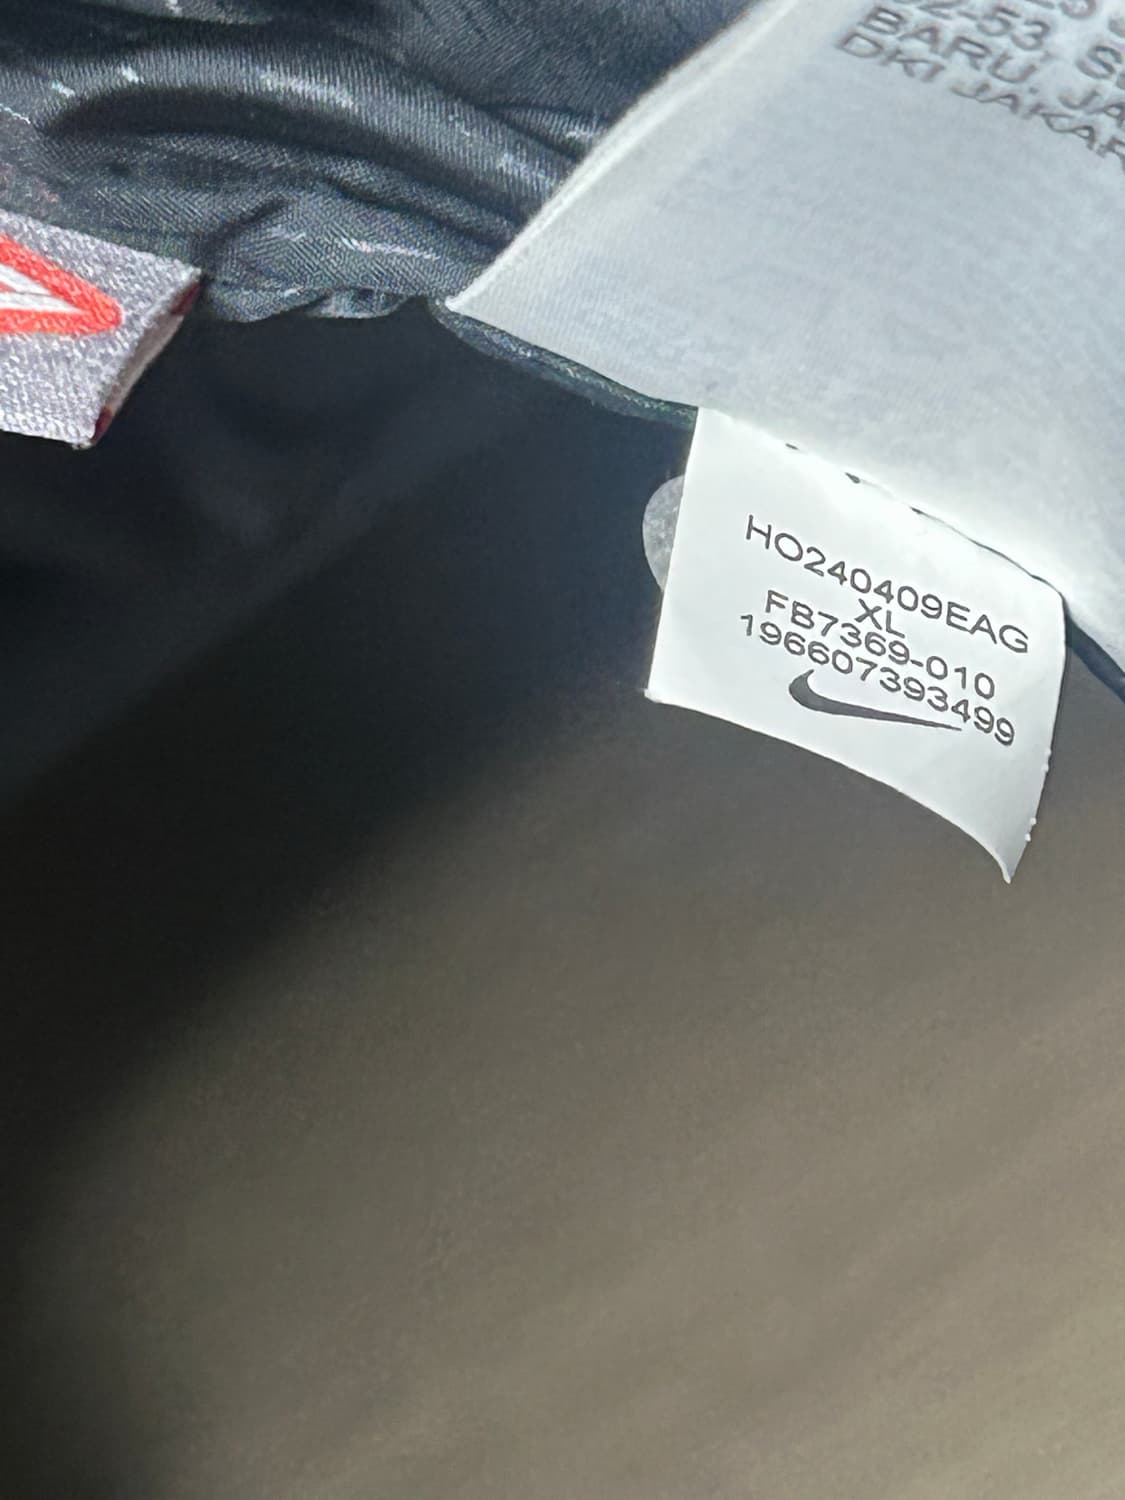 BARU, JA
DKI JAKAR
HO240409EAG
XL
FB7369-010
196607393499